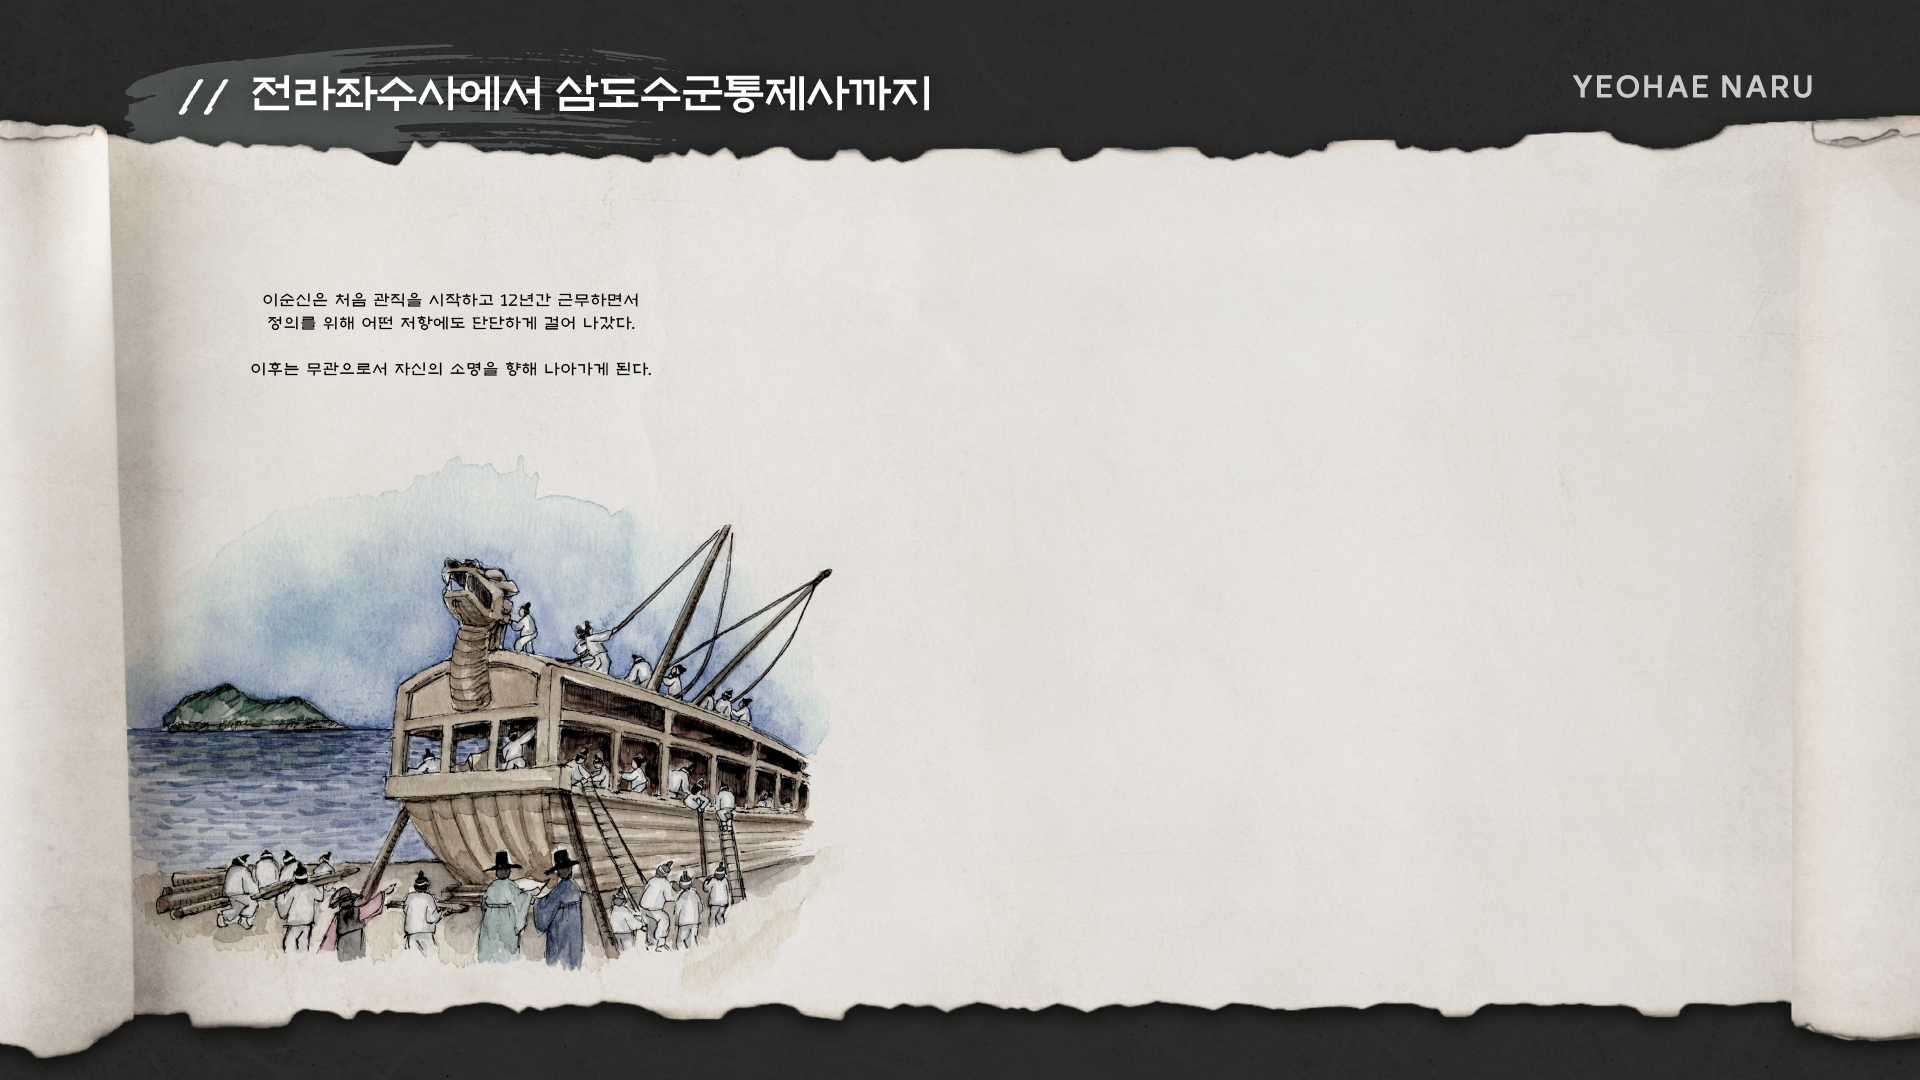 // 전라좌수사에서 삼도수군통제사까지
YEOHAE NARU
이순신은 처음 관직을 시작하고 12년간 근무하면서
정의를 위해 어떤 저항에도 단단하게 걸어 나갔다.
이후는 무관으로서 자신의 소명을 향해 나아가게 된다.